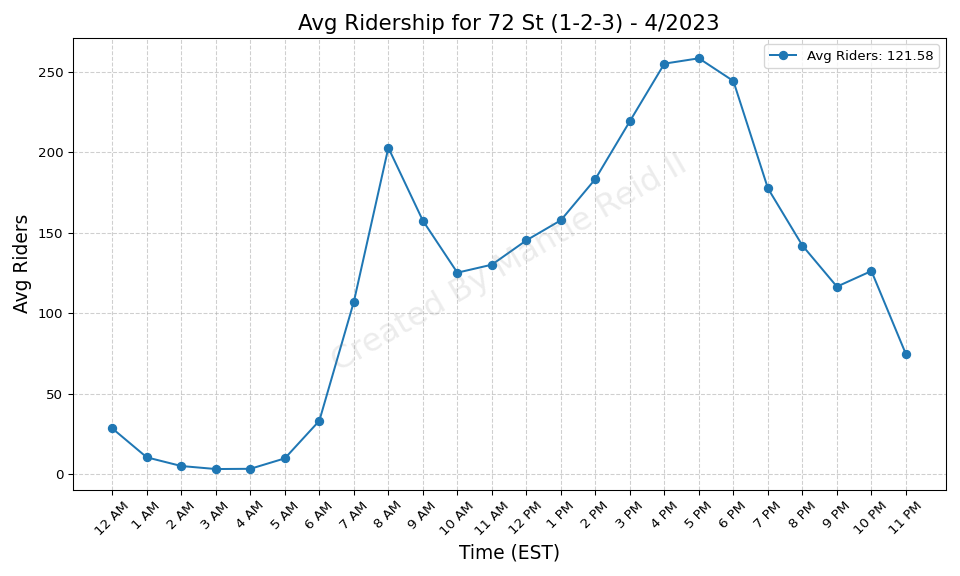 Avg Ridership for 72 St (1-2-3) - 4/2023
Avg Riders: 121.58
Avg Riders
250
200
150
100
50
0
Created By Mantie Reid II
12 AM
1 AM
2 AM
3 AM
4 AM
5 AM
6 AM
7 AM
8 AM
9 AM
10 AM
11 AM
12 PM
1 PM
2 PM
3 PM
4 PM
5 PM
6 PM
7 PM
8 PM
9 PM
10 PM
11 PM
Time (EST)